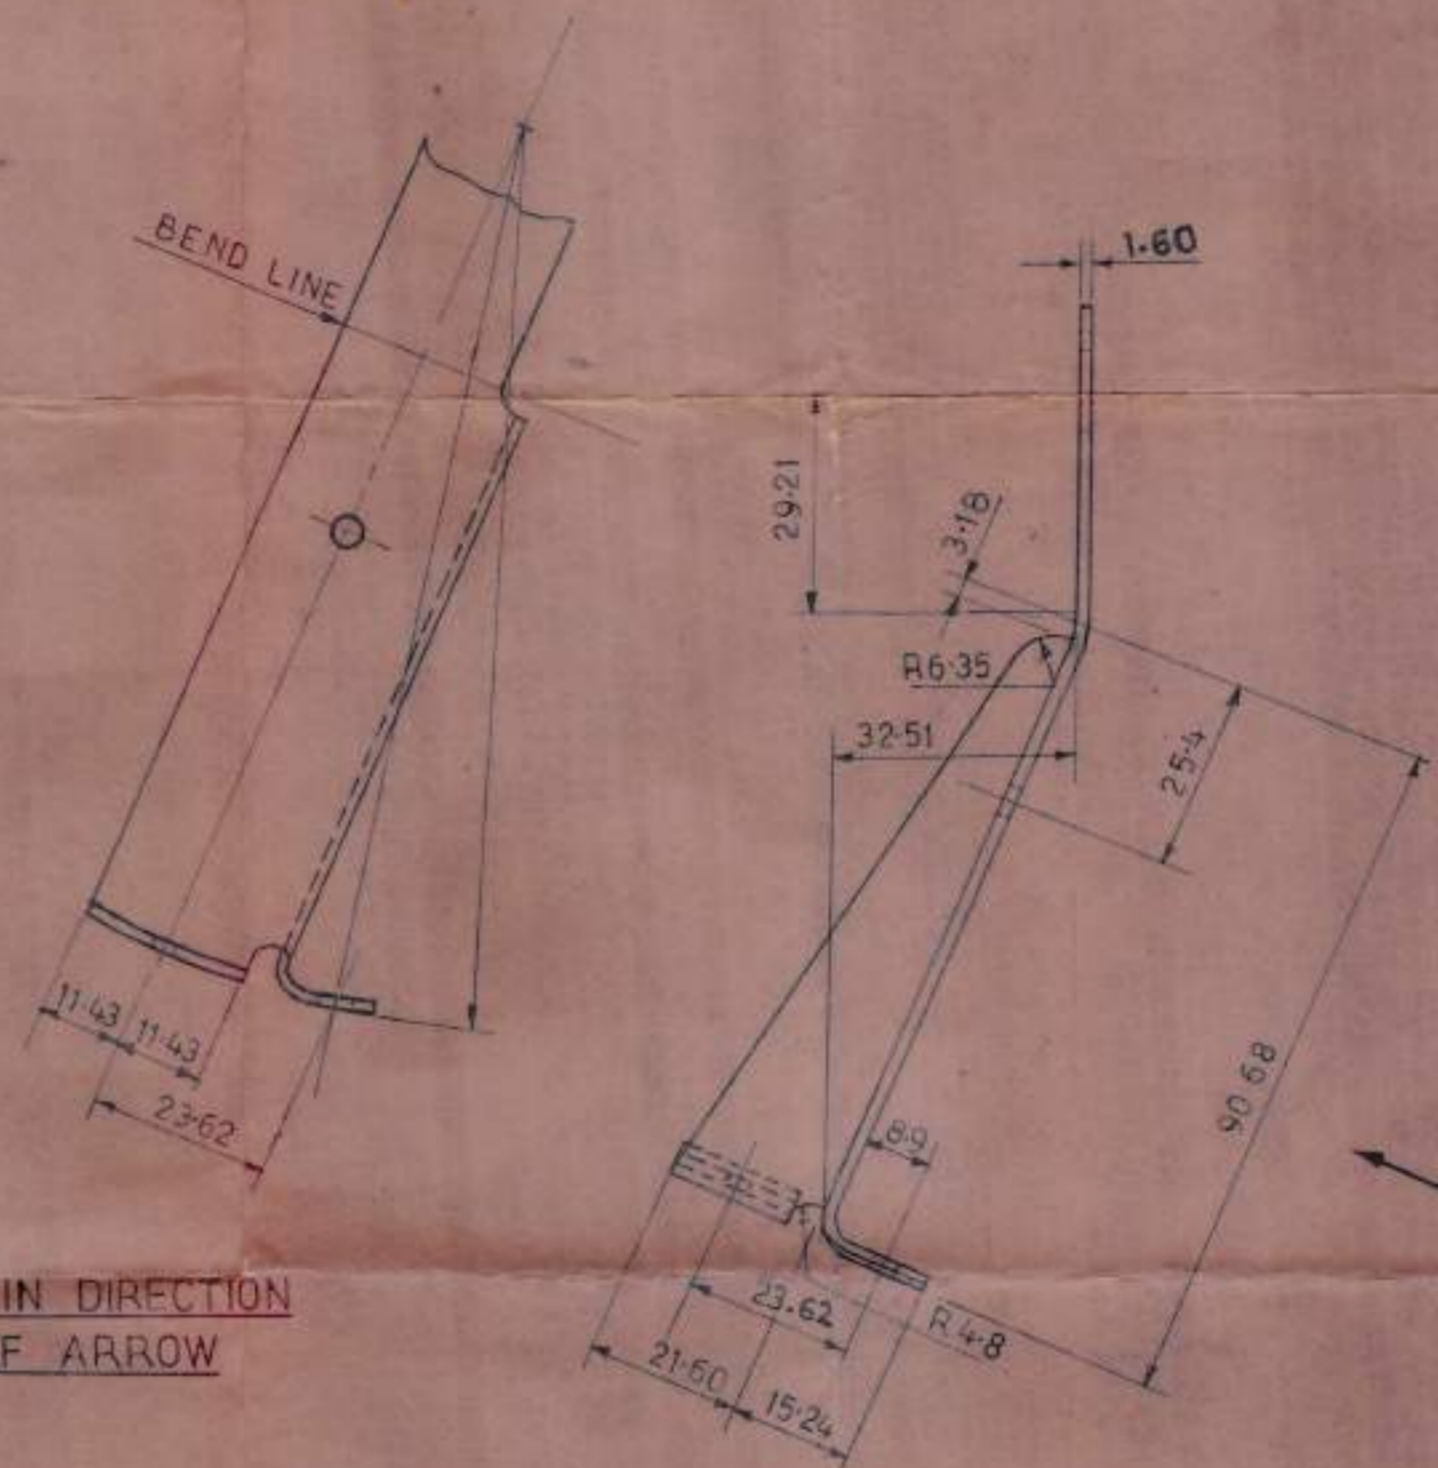 BEND LINE
1·60
29·21
3·18
R6·35
32·51
25·4
90 68
8·9
11·43
11·43
23·62
23·62
R4·8
21·60
15·24
IN DIRECTION
F ARROW